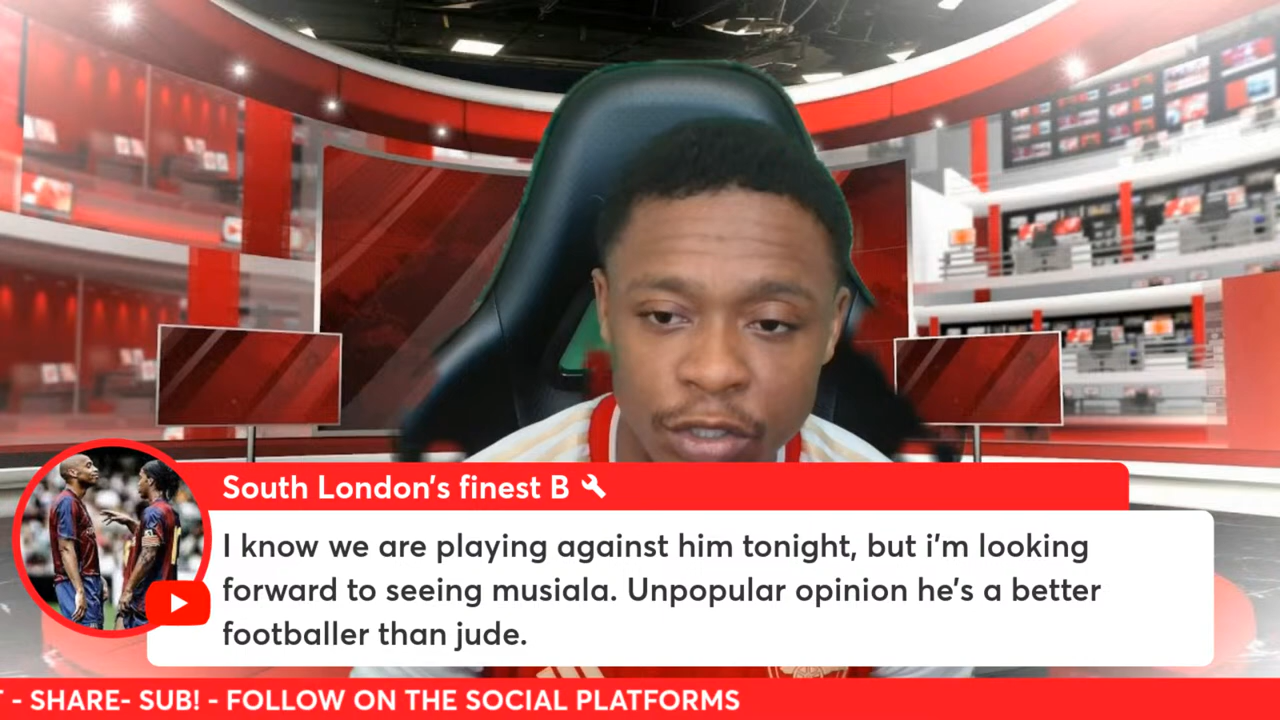 South London's finest B
I know we are playing against him tonight, but i'm looking
forward to seeing musiala. Unpopular opinion he's a better
footballer than jude.
- SHARE- SUB! - FOLLOW ON THE SOCIAL PLATFORMS